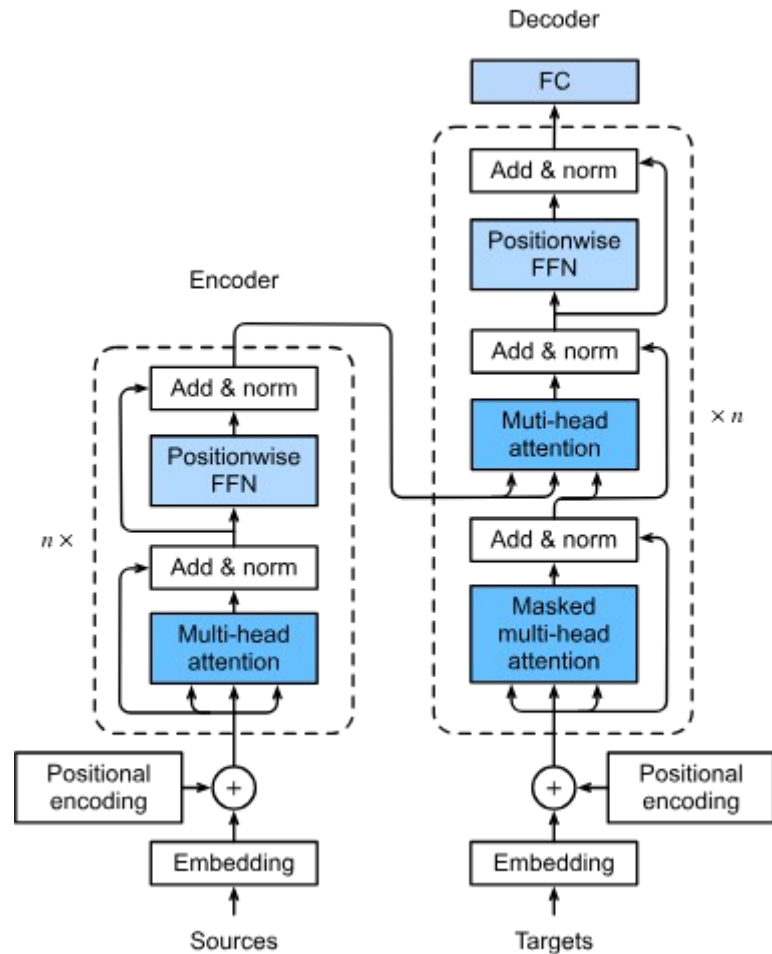 Decoder
FC
Add & norm
Positionwise
FFN
Add & norm
Muti-head
attention
× n
Add & norm
Masked
multi-head
attention
Positional
encoding
+
Embedding
Targets
Encoder
Add & norm
Positionwise
FFN
n ×
Add & norm
Multi-head
attention
Positional
encoding
+
Embedding
Sources